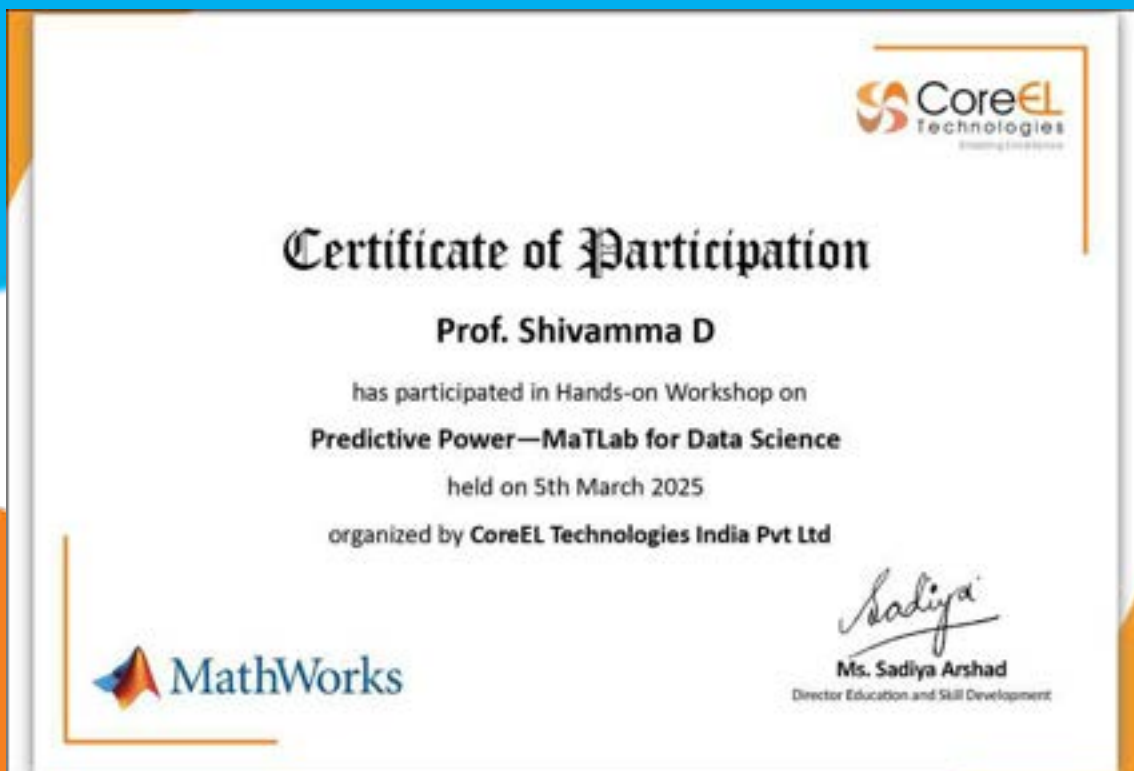 CoreEL
Technologies
Certificate of Participation
Prof. Shivamma D
has participated in Hands-on Workshop on
Predictive Power—MaTLab for Data Science
held on 5th March 2025
organized by CoreEL Technologies India Pvt Ltd
Sadiya
MathWorks
Ms. Sadiya Arshad
Director Education and Skill Development